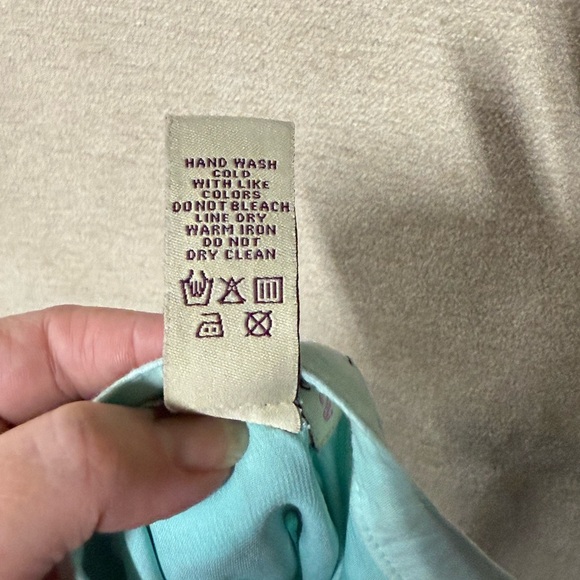 HAND WASH
COLD
WITH LIKE
COLORS
DO NOT BLEACH
LINE DRY
WARM IRON
DO NOT
DRY CLEAN